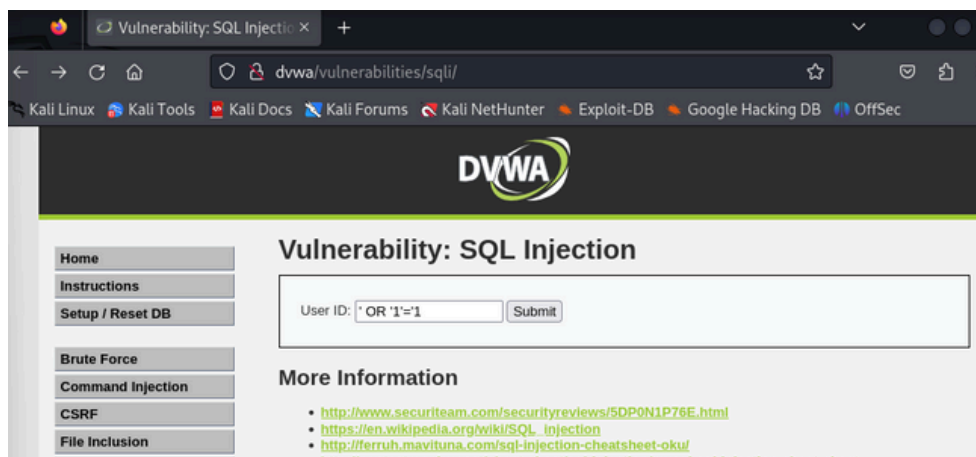 Vulnerability: SQL Injectio
dvwa/vulnerabilities/sqli/
Kali Linux Kali Tools Kali Docs Kali Forums Kali NetHunter Exploit-DB Google Hacking DB OffSec
DVWA
Vulnerability: SQL Injection
Home
Instructions
Setup / Reset DB
User ID: ' OR '1'='1 Submit
Brute Force
Command Injection
CSRF
File Inclusion
More Information
http://www.securiteam.com/securityreviews/5DP0N1P76E.html
https://en.wikipedia.org/wiki/SQL_injection
http://ferruh.mavituna.com/sql-injection-cheatsheet-oku/